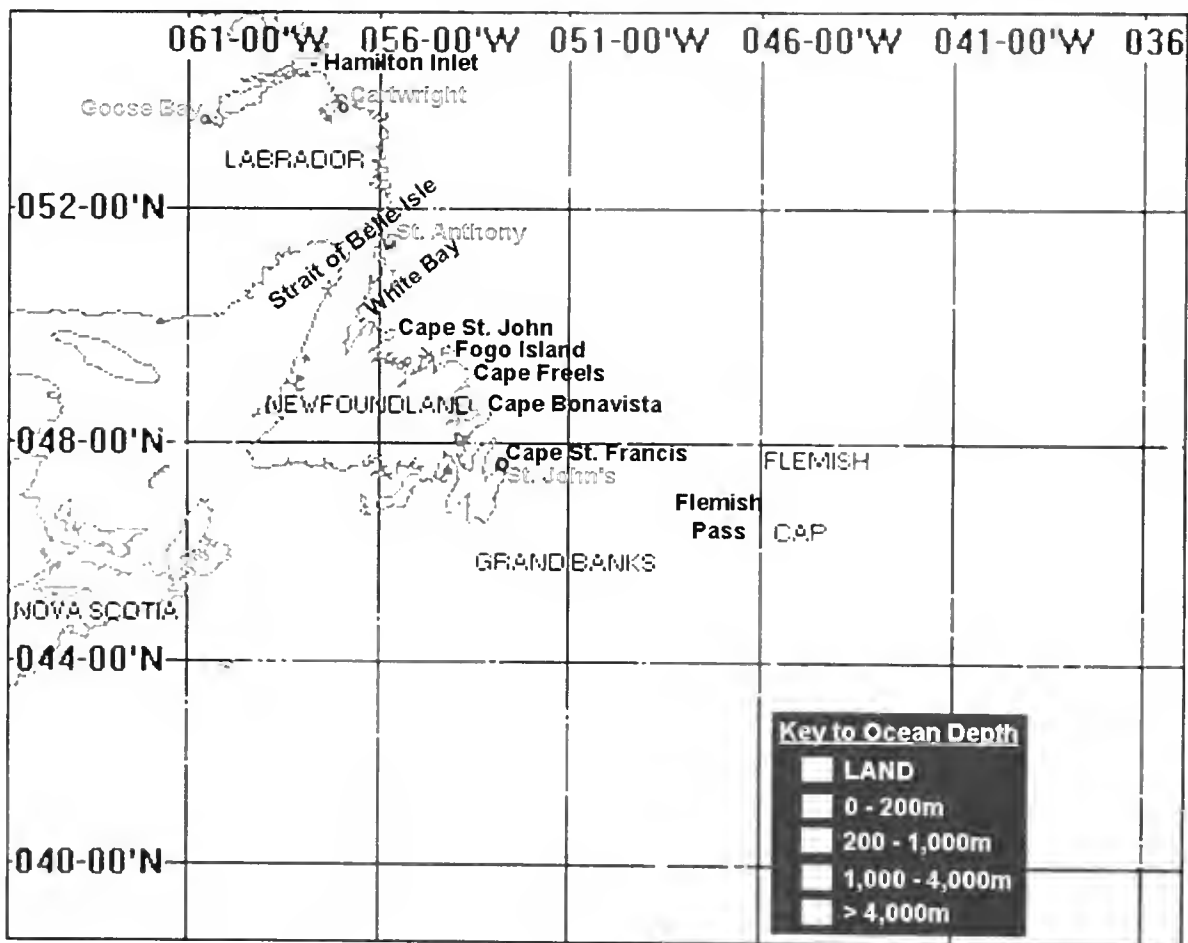 061-00'W 056-00'W 051-00'W 046-00'W 041-00'W 036
Hamilton Inlet
Cartwright
Goose Bay
LABRADOR
052-00'N
Strait of Belle Isle
St. Anthony
White Bay
Cape St. John
Fogo Island
Cape Freels
NEWFOUNDLAND
Cape Bonavista
048-00'N
Cape St. Francis
St. John's
FLEMISH
Flemish
Pass
CAP
GRAND BANKS
NOVA SCOTIA
044-00'N
Key to Ocean Depth
LAND
0 - 200m
200 - 1,000m
1,000 - 4,000m
> 4,000m
040-00'N